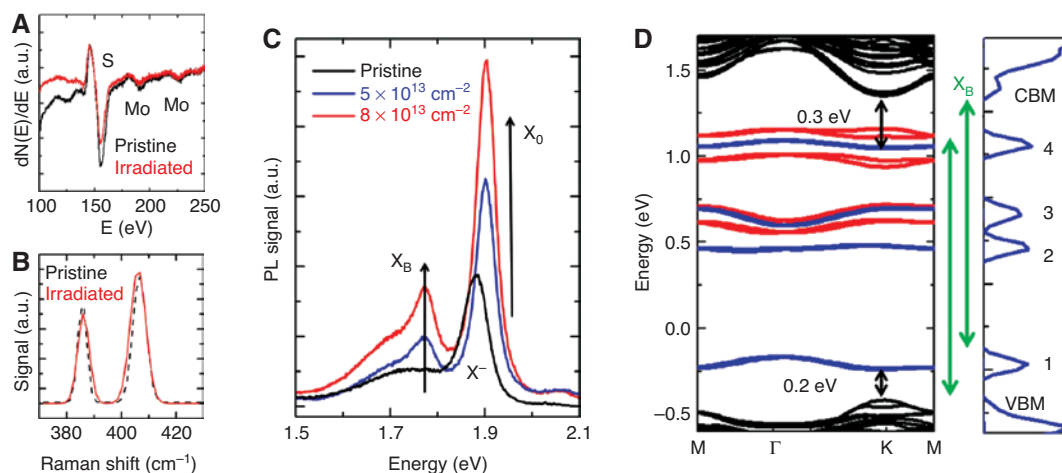 A
dN(E)/dE (a.u.)
S
Mo
Mo
Pristine
Irradiated
100 150 200 250
E (eV)
B
Signal (a.u.)
Pristine
Irradiated
380 400 420
Raman shift (cm⁻¹)
C
PL signal (a.u.)
Pristine
5 × 10¹³ cm⁻²
8 × 10¹³ cm⁻²
X₀
X_B
X⁻
1.5 1.7 1.9 2.1
Energy (eV)
D
Energy (eV)
1.5
1.0
0.5
0.0
−0.5
0.3 eV
0.2 eV
M Γ K M
X_B
CBM
4
3
2
1
VBM